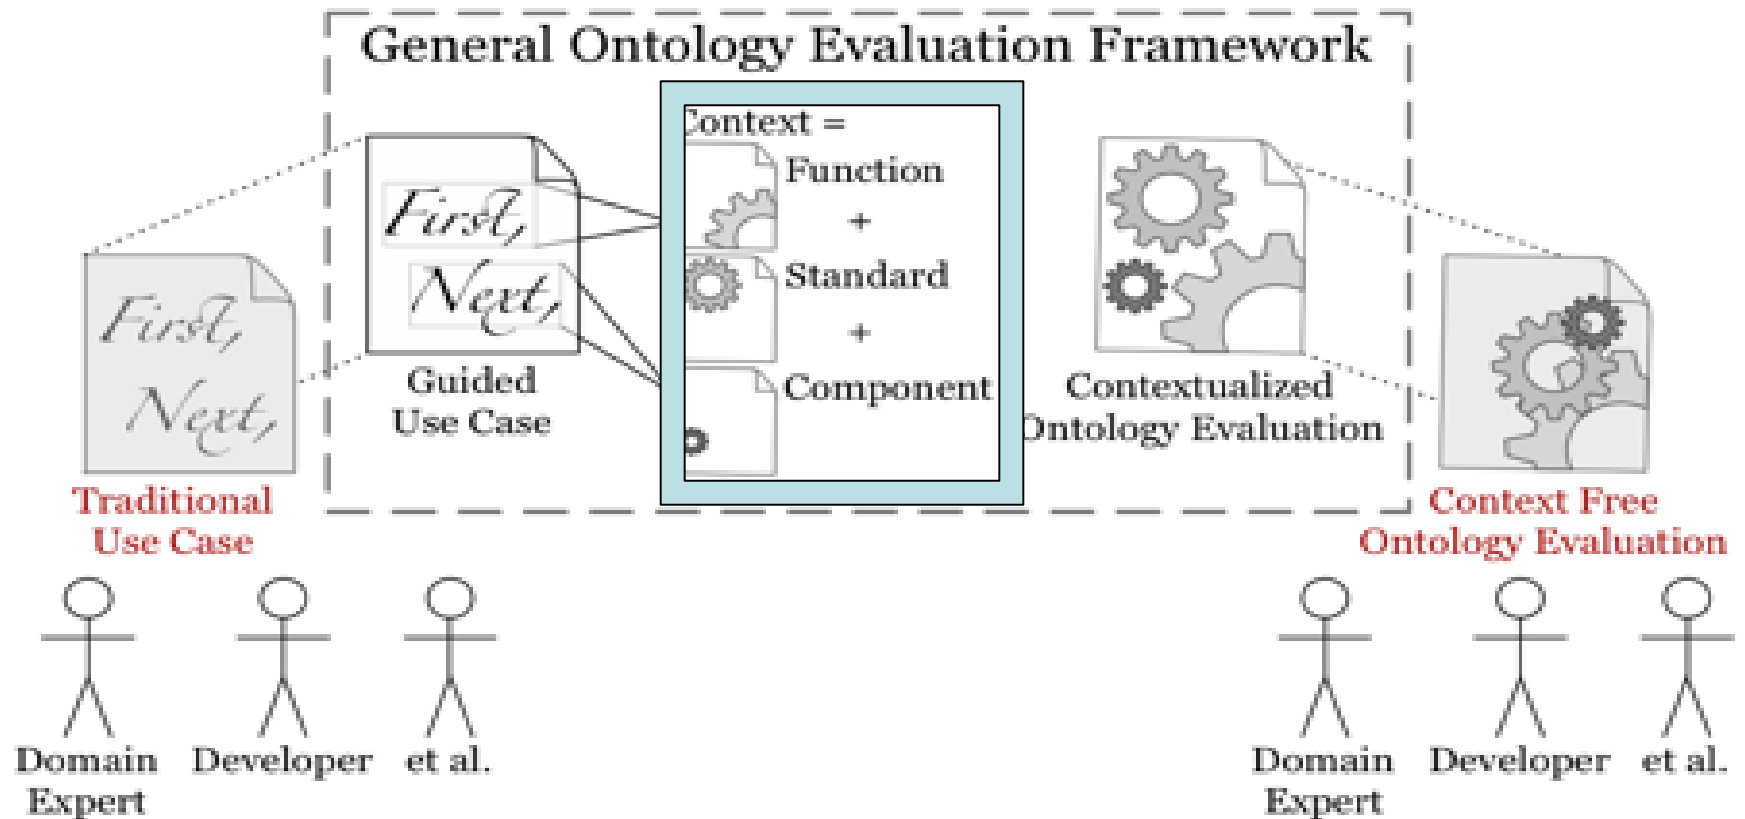 General Ontology Evaluation Framework
First,
Next,
Traditional
Use Case
First,
Next,
Guided
Use Case
Context =
Function
+
Standard
+
Component
Contextualized
Ontology Evaluation
Context Free
Ontology Evaluation
Domain
Expert
Developer
et al.
Domain
Expert
Developer
et al.